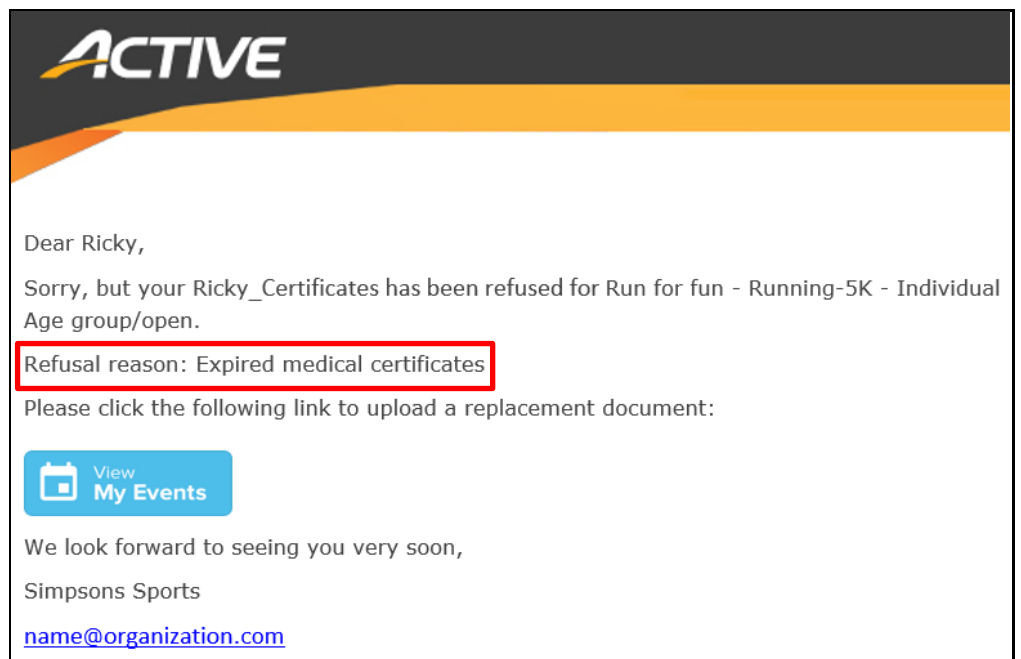 ACTIVE
Dear Ricky,
Sorry, but your Ricky_Certificates has been refused for Run for fun - Running-5K - Individual
Age group/open.
Refusal reason: Expired medical certificates
Please click the following link to upload a replacement document:
View
My Events
We look forward to seeing you very soon,
Simpsons Sports
name@organization.com